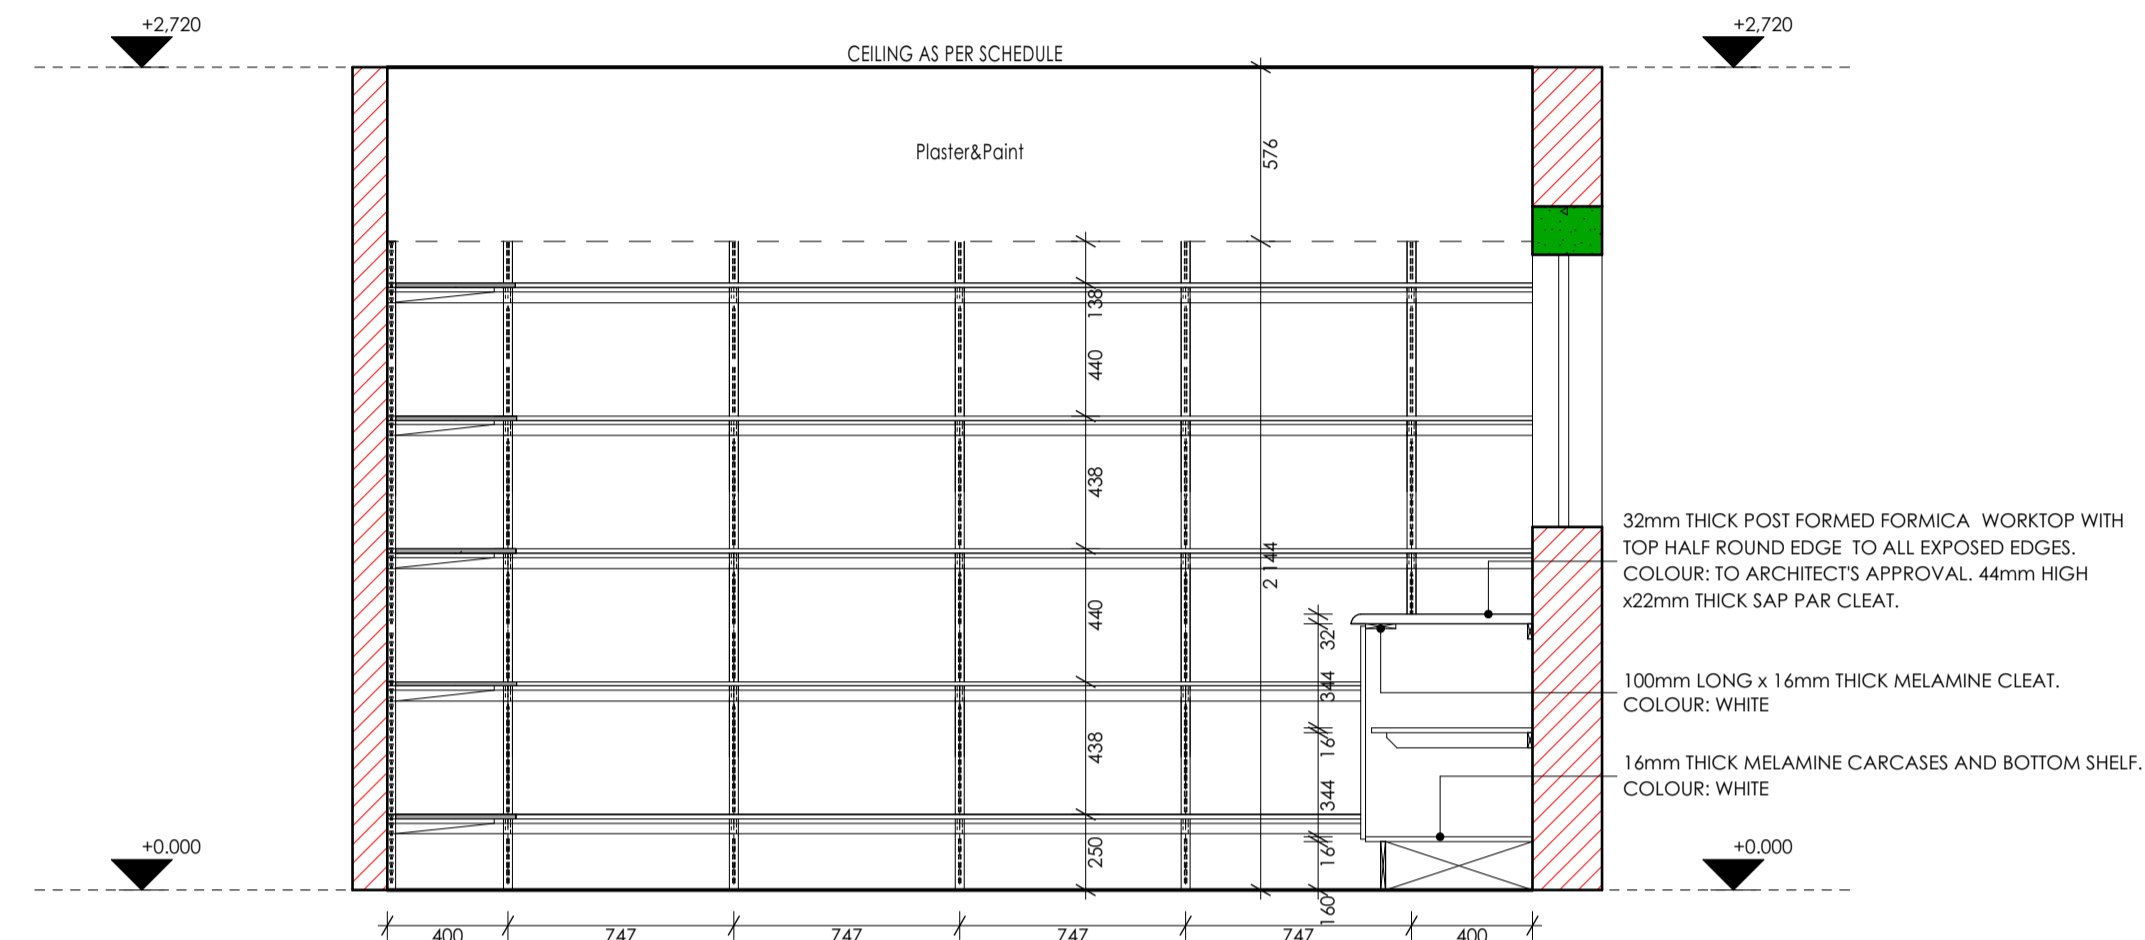 +2,720
+2,720
CEILING AS PER SCHEDULE
Plaster&Paint
576
138
440
438
2 144
440
438
250
32
344
16
344
16
160
32mm THICK POST FORMED FORMICA WORKTOP WITH
TOP HALF ROUND EDGE TO ALL EXPOSED EDGES.
COLOUR: TO ARCHITECT'S APPROVAL. 44mm HIGH
x22mm THICK SAP PAR CLEAT.
100mm LONG x 16mm THICK MELAMINE CLEAT.
COLOUR: WHITE
16mm THICK MELAMINE CARCASES AND BOTTOM SHELF.
COLOUR: WHITE
+0.000
+0.000
400
747
747
747
747
400